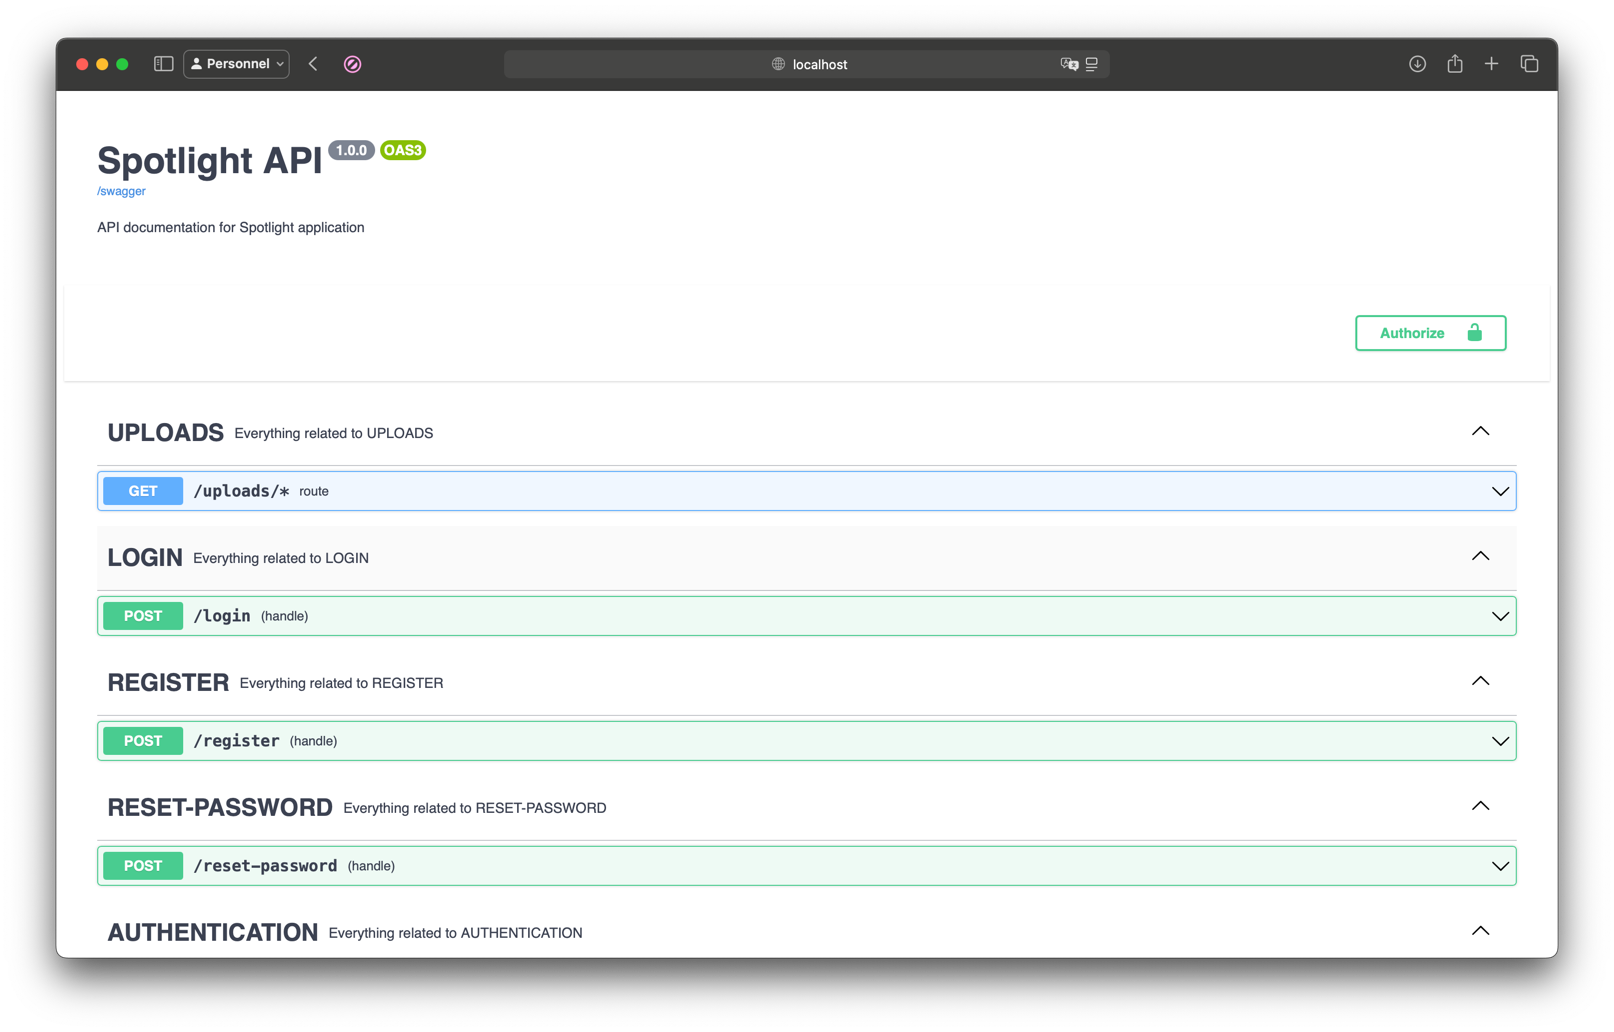 Personnel
localhost
Spotlight API 1.0.0 OAS3
/swagger
API documentation for Spotlight application
Authorize
UPLOADS Everything related to UPLOADS
GET /uploads/* route
LOGIN Everything related to LOGIN
POST /login (handle)
REGISTER Everything related to REGISTER
POST /register (handle)
RESET-PASSWORD Everything related to RESET-PASSWORD
POST /reset-password (handle)
AUTHENTICATION Everything related to AUTHENTICATION